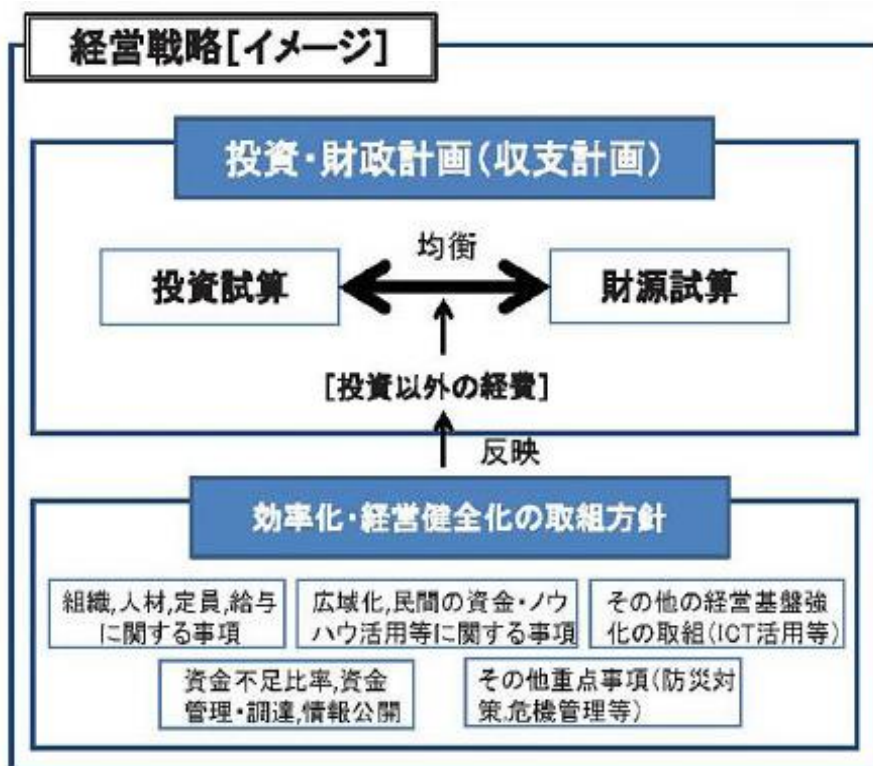 経営戦略[イメージ]
投資・財政計画(収支計画)
均衡
投資試算
財源試算
[投資以外の経費]
反映
効率化・経営健全化の取組方針
組織,人材,定員,給与
に関する事項
広域化,民間の資金・ノウ
ハウ活用等に関する事項
その他の経営基盤強
化の取組(ICT活用等)
資金不足比率,資金
管理・調達,情報公開
その他重点事項(防災対
策,危機管理等)